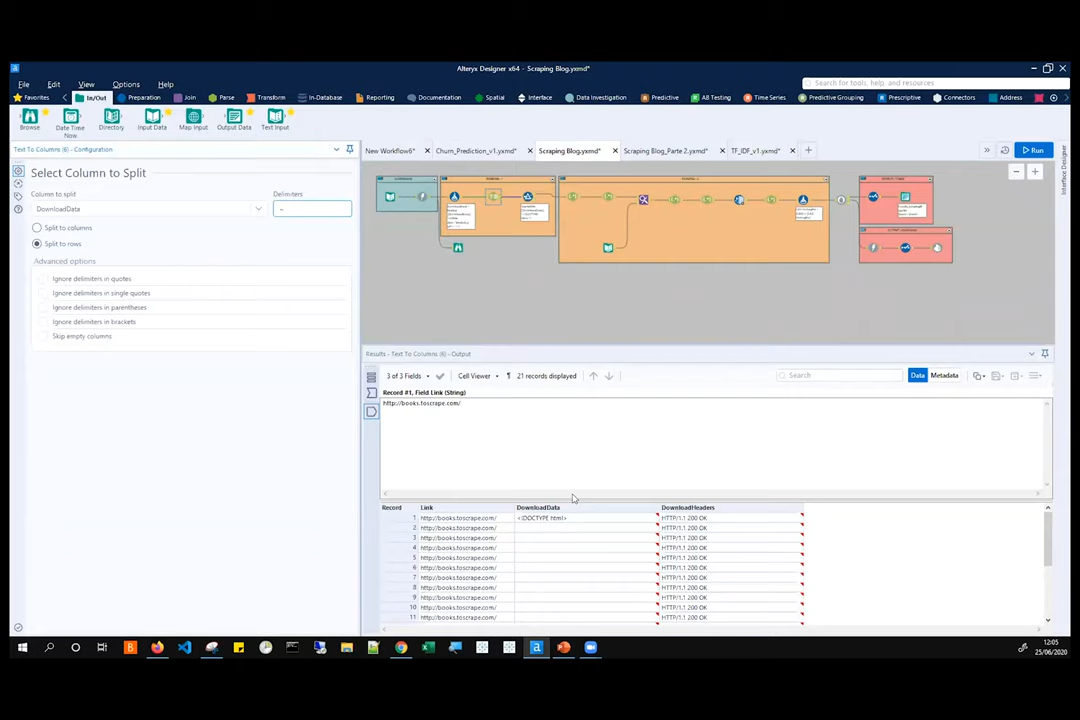 Alteryx Designer x64 - Scraping Blog.yxmd*
File Edit View Options Help
Search for tools, help, and resources
Favorites In/Out Preparation Join Parse Transform In-Database Reporting Documentation Spatial Interface Data Investigation Predictive AB Testing Time Series Predictive Grouping Prescriptive Connectors Address
Browse Date Time Now Directory Input Data Map Input Output Data Text Input
Text To Columns (6) - Configuration
New Workflow6* Churn_Prediction_v1.yxmd* Scraping Blog.yxmd* Scraping Blog_Parte 2.yxmd* TF_IDF_v1.yxmd*
Run
Interface Designer
Select Column to Split
Column to split Delimiters
DownloadData ~
Split to columns
Split to rows
Advanced options
Ignore delimiters in quotes
Ignore delimiters in single quotes
Ignore delimiters in parentheses
Ignore delimiters in brackets
Skip empty columns
Results - Text To Columns (6) - Output
3 of 3 Fields Cell Viewer 21 records displayed Search Data Metadata
Record #1, Field Link (String)
http://books.toscrape.com/
Record Link DownloadData DownloadHeaders
1 http://books.toscrape.com/ <!DOCTYPE html> HTTP/1.1 200 OK
2 http://books.toscrape.com/ HTTP/1.1 200 OK
3 http://books.toscrape.com/ HTTP/1.1 200 OK
4 http://books.toscrape.com/ HTTP/1.1 200 OK
5 http://books.toscrape.com/ HTTP/1.1 200 OK
6 http://books.toscrape.com/ HTTP/1.1 200 OK
7 http://books.toscrape.com/ HTTP/1.1 200 OK
8 http://books.toscrape.com/ HTTP/1.1 200 OK
9 http://books.toscrape.com/ HTTP/1.1 200 OK
10 http://books.toscrape.com/ HTTP/1.1 200 OK
11 http://books.toscrape.com/ HTTP/1.1 200 OK
12:05
25/06/2020